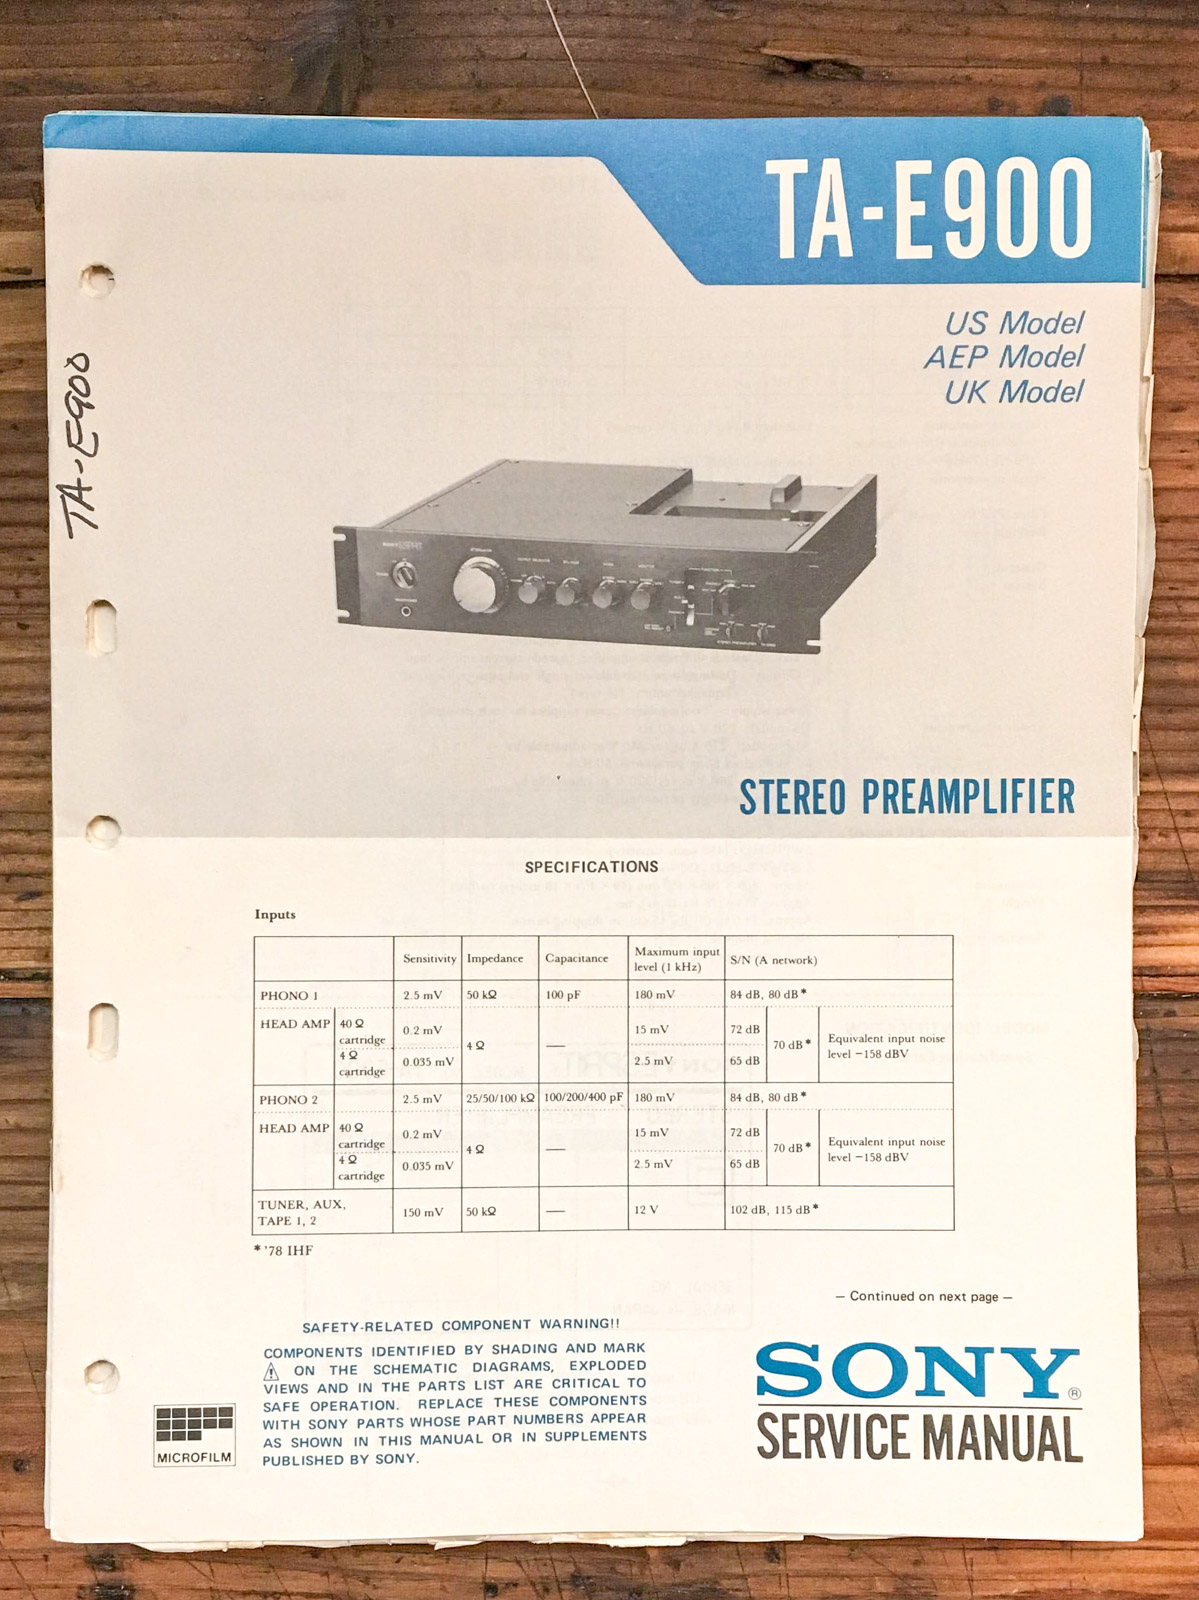 TA-E900
US Model
AEP Model
UK Model
TA-E900
STEREO PREAMPLIFIER
SPECIFICATIONS
Inputs
Sensitivity Impedance Capacitance Maximum input level (1 kHz) S/N (A network)
PHONO 1 2.5 mV 50 kΩ 100 pF 180 mV 84 dB, 80 dB*
HEAD AMP 40 Ω cartridge 0.2 mV 4 Ω — 15 mV 72 dB 70 dB* Equivalent input noise level −158 dBV
4 Ω cartridge 0.035 mV 2.5 mV 65 dB
PHONO 2 2.5 mV 25/50/100 kΩ 100/200/400 pF 180 mV 84 dB, 80 dB*
HEAD AMP 40 Ω cartridge 0.2 mV 4 Ω — 15 mV 72 dB 70 dB* Equivalent input noise level −158 dBV
4 Ω cartridge 0.035 mV 2.5 mV 65 dB
TUNER, AUX, TAPE 1, 2 150 mV 50 kΩ — 12 V 102 dB, 115 dB*
*'78 IHF
— Continued on next page —
SAFETY-RELATED COMPONENT WARNING!!
COMPONENTS IDENTIFIED BY SHADING AND MARK
⚠ ON THE SCHEMATIC DIAGRAMS, EXPLODED
VIEWS AND IN THE PARTS LIST ARE CRITICAL TO
SAFE OPERATION. REPLACE THESE COMPONENTS
WITH SONY PARTS WHOSE PART NUMBERS APPEAR
AS SHOWN IN THIS MANUAL OR IN SUPPLEMENTS
PUBLISHED BY SONY.
MICROFILM
SONY®
SERVICE MANUAL